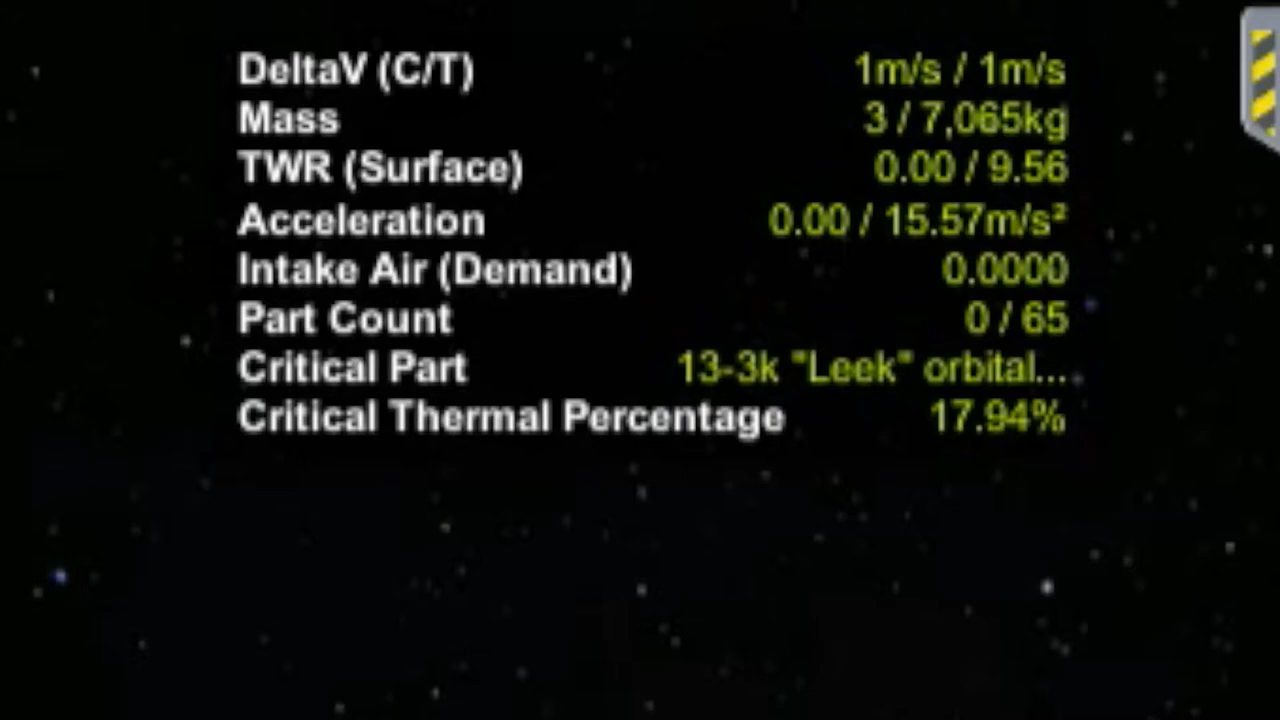 DeltaV (C/T) 1m/s / 1m/s
Mass 3 / 7,065kg
TWR (Surface) 0.00 / 9.56
Acceleration 0.00 / 15.57m/s²
Intake Air (Demand) 0.0000
Part Count 0 / 65
Critical Part 13-3k "Leek" orbital...
Critical Thermal Percentage 17.94%